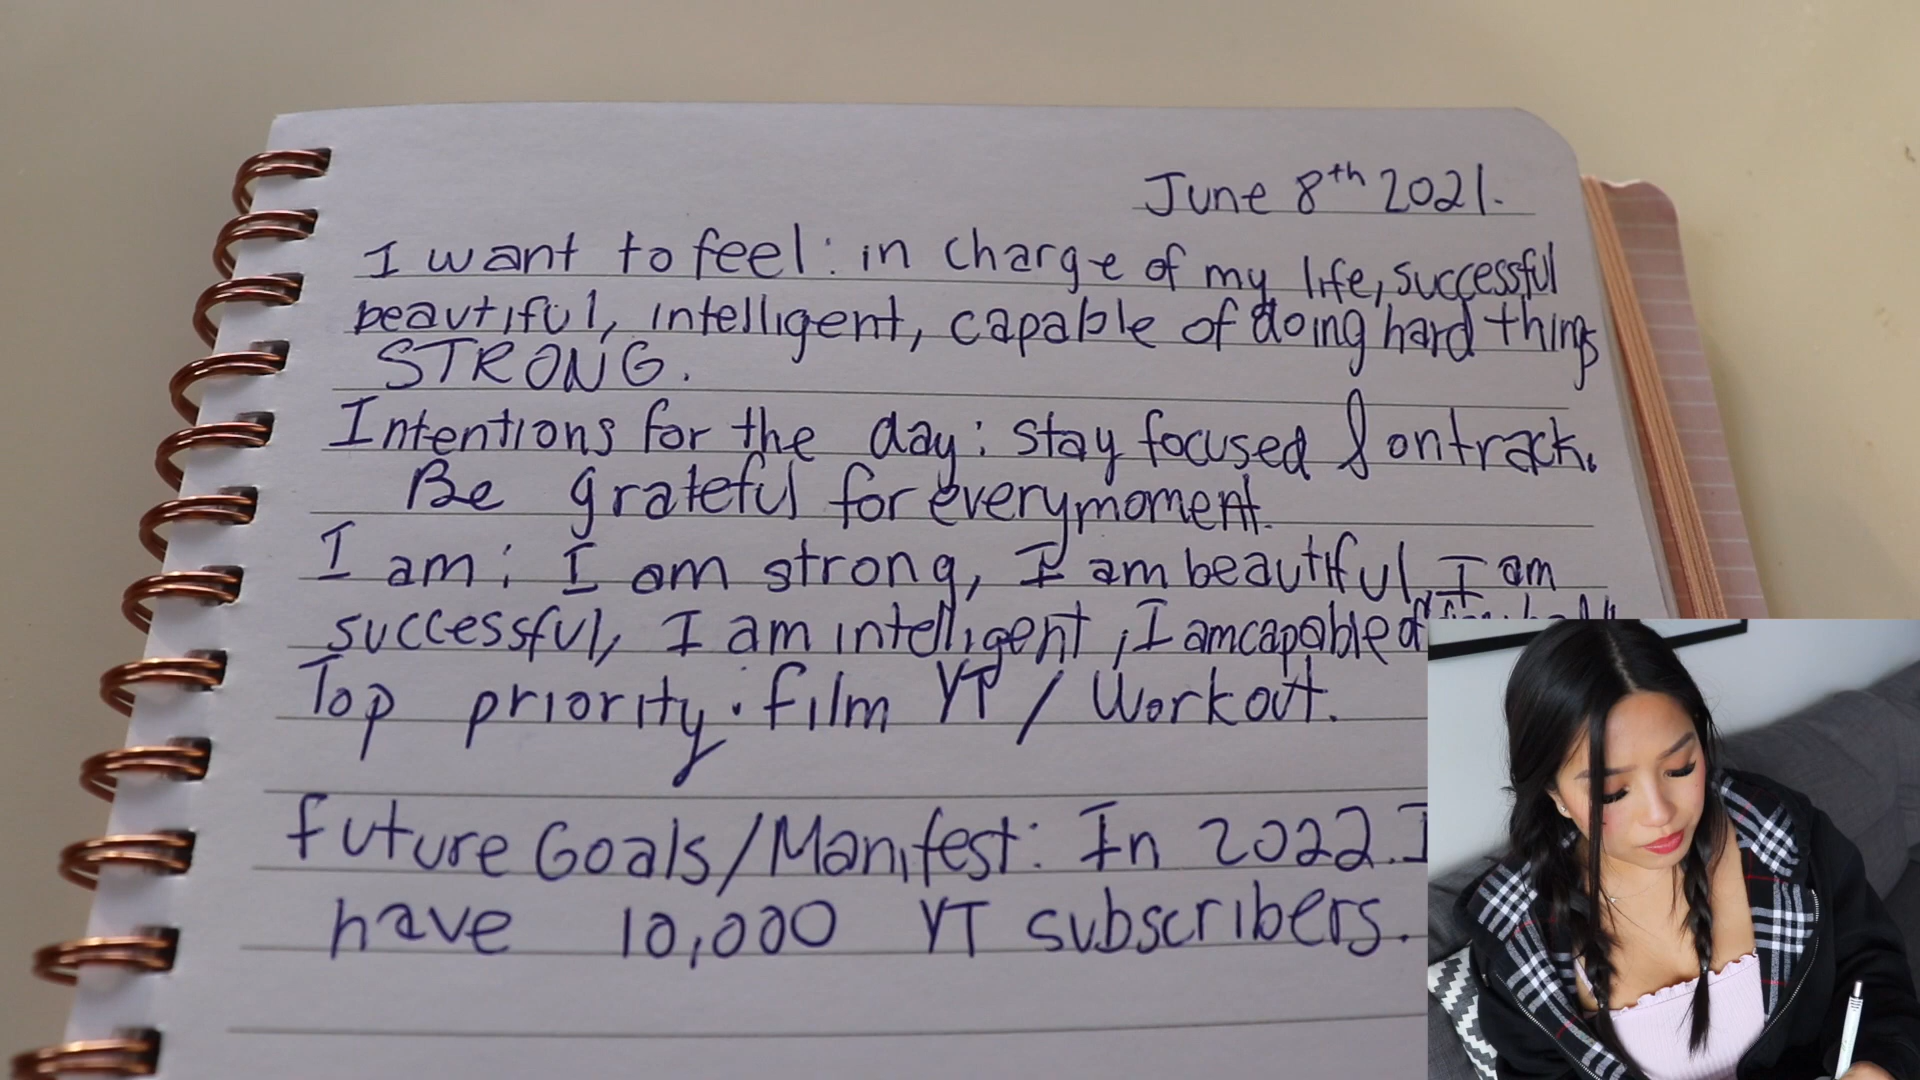 June 8th 2021.
I want to feel: in charge of my life, successful
beautiful, intelligent, capable of doing hard things
STRONG.
Intentions for the day: stay focused & on track.
Be grateful for every moment.
I am: I am strong, I am beautiful, I am
successful, I am intelligent, I am capable of
Top priority: film YT / Workout.
Future Goals/Manifest: In 2022. I
have 10,000 YT subscribers.